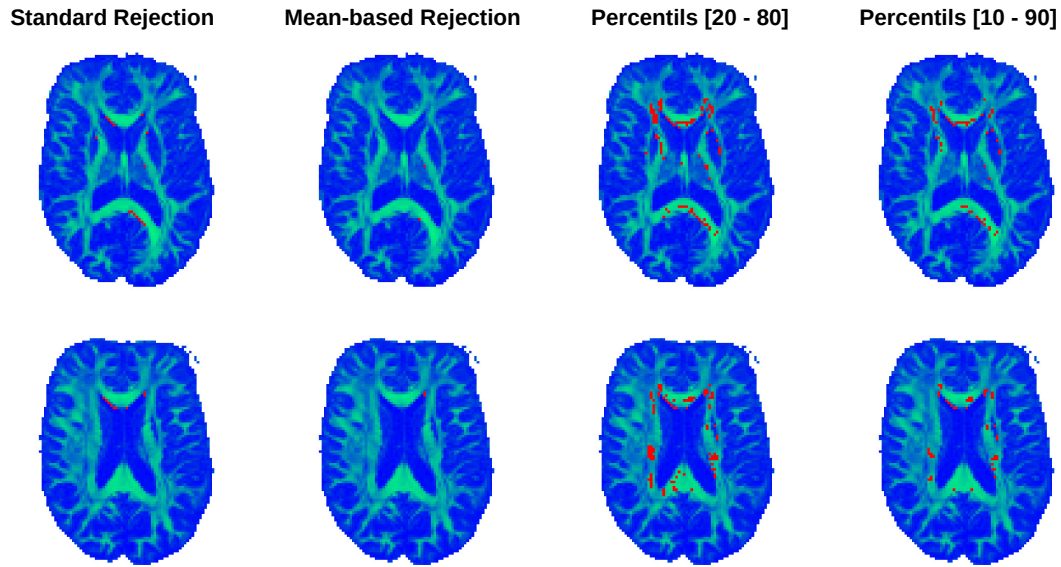 Standard Rejection
Mean-based Rejection
Percentils [20 - 80]
Percentils [10 - 90]